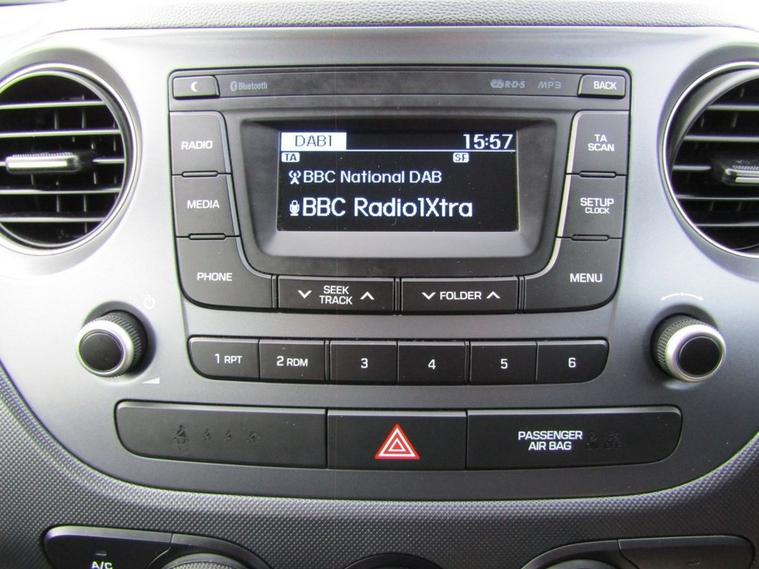 Bluetooth R·D·S MP3 BACK
RADIO
DAB1 15:57
TA SF
BBC National DAB
BBC Radio1Xtra
TA
SCAN
MEDIA
SETUP
CLOCK
PHONE
SEEK
TRACK
FOLDER
MENU
1 RPT 2 RDM 3 4 5 6
PASSENGER
AIR BAG
A/C